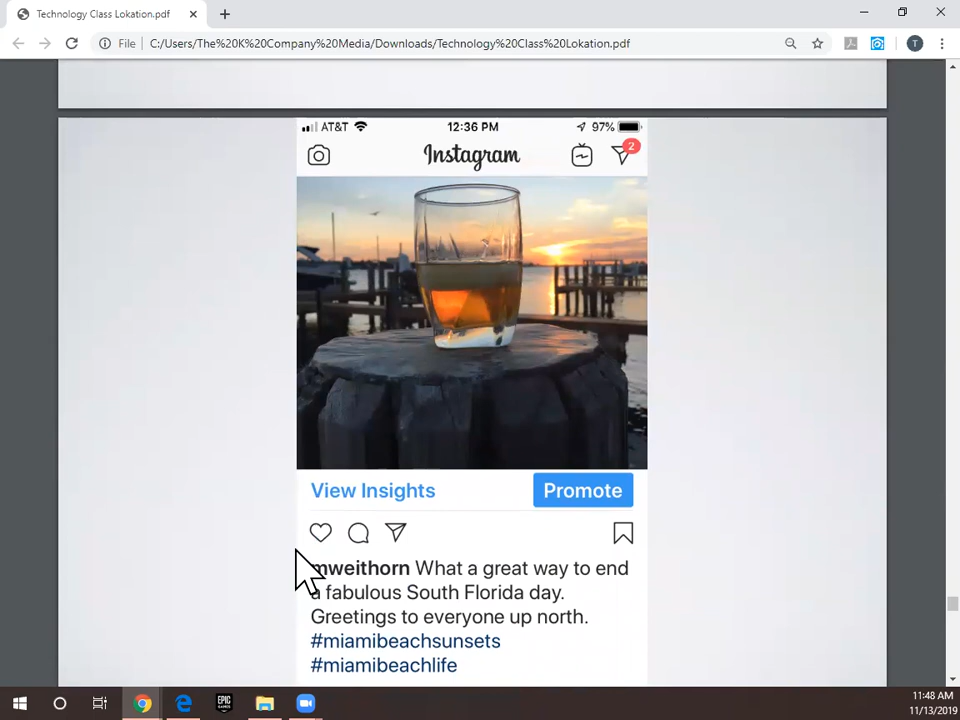 Technology Class Lokation.pdf
File C:/Users/The%20K%20Company%20Media/Downloads/Technology%20Class%20Lokation.pdf
T
AT&T 12:36 PM 97%
Instagram 2
View Insights Promote
mweithorn What a great way to end
a fabulous South Florida day.
Greetings to everyone up north.
#miamibeachsunsets
#miamibeachlife
EPIC
GAMES
11:48 AM
11/13/2019